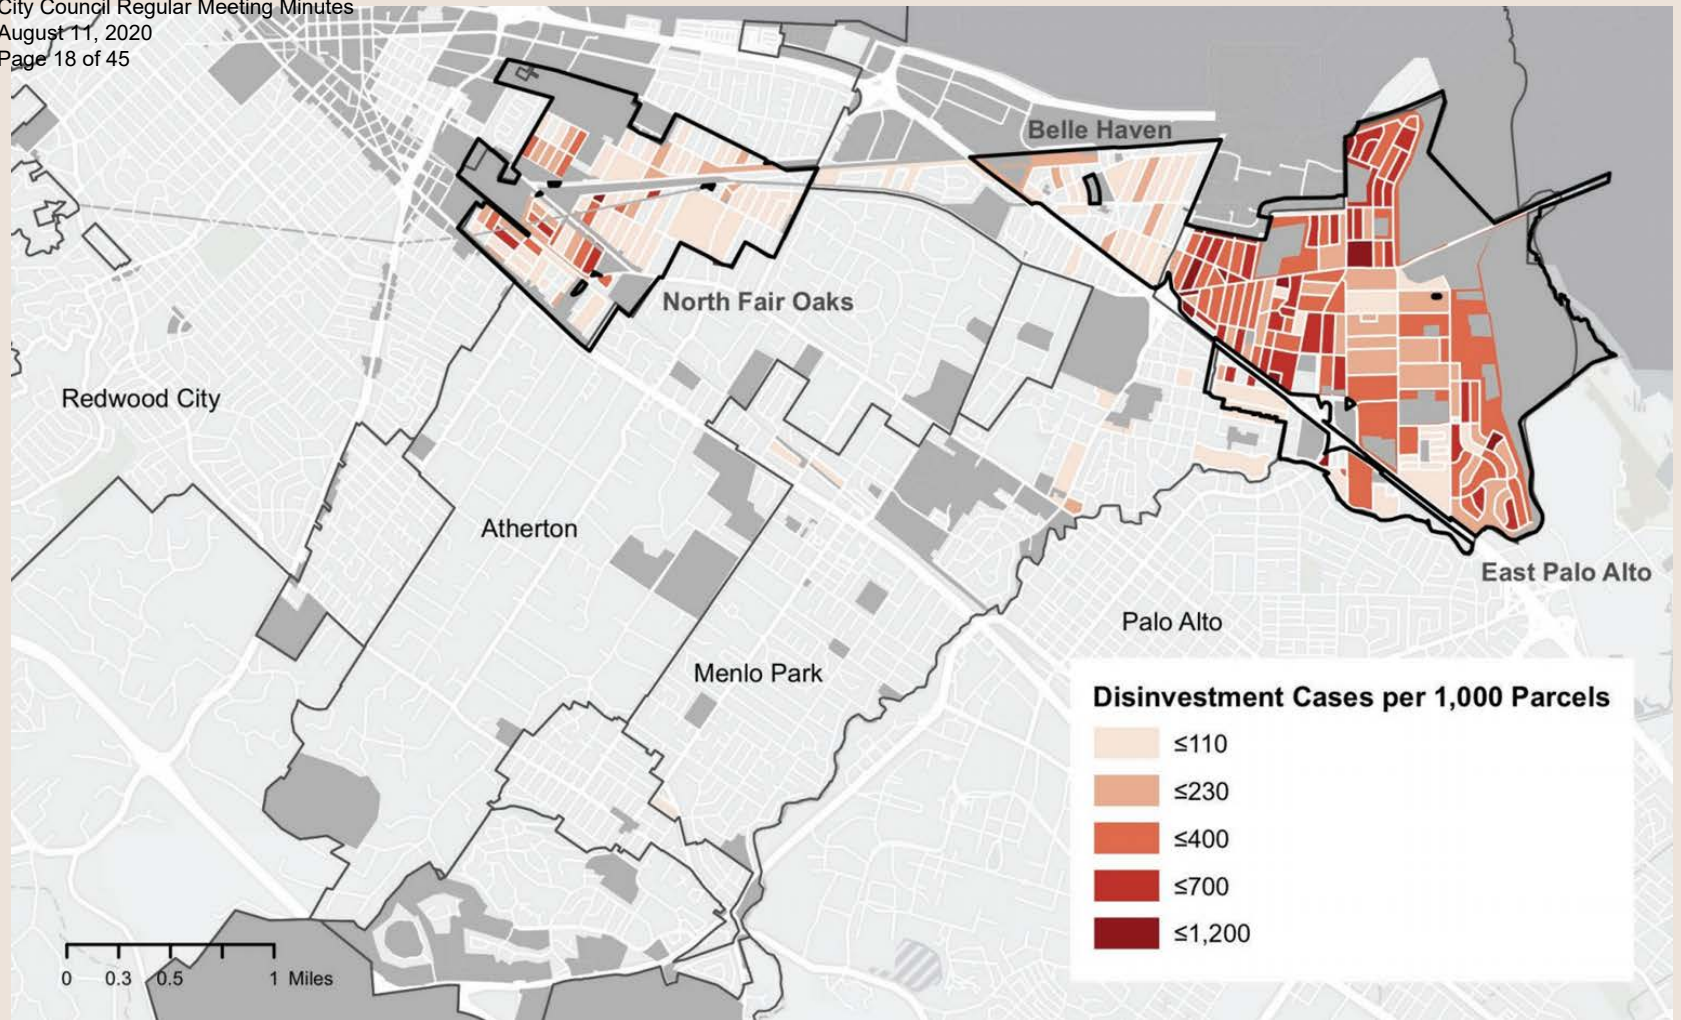 City Council Regular Meeting Minutes
August 11, 2020
Page 18 of 45
Belle Haven
North Fair Oaks
Redwood City
Atherton
East Palo Alto
Palo Alto
Menlo Park
Disinvestment Cases per 1,000 Parcels
≤110
≤230
≤400
≤700
≤1,200
0 0.3 0.5 1 Miles